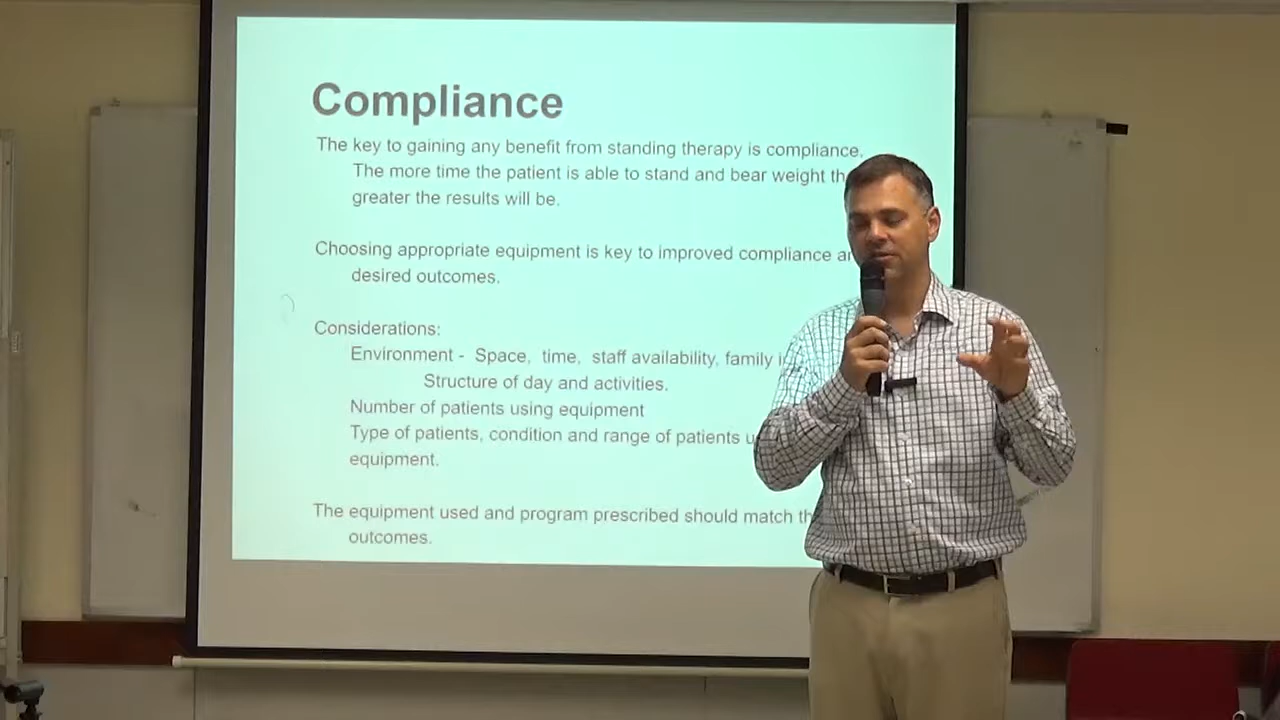 Compliance
The key to gaining any benefit from standing therapy is compliance.
The more time the patient is able to stand and bear weight
greater the results will be.
Choosing appropriate equipment is key to improved compliance
desired outcomes.
Considerations:
Environment - Space, time, staff availability, family
Structure of day and activities.
Number of patients using equipment
Type of patients, condition and range of patients
equipment.
The equipment used and program prescribed should match
outcomes.